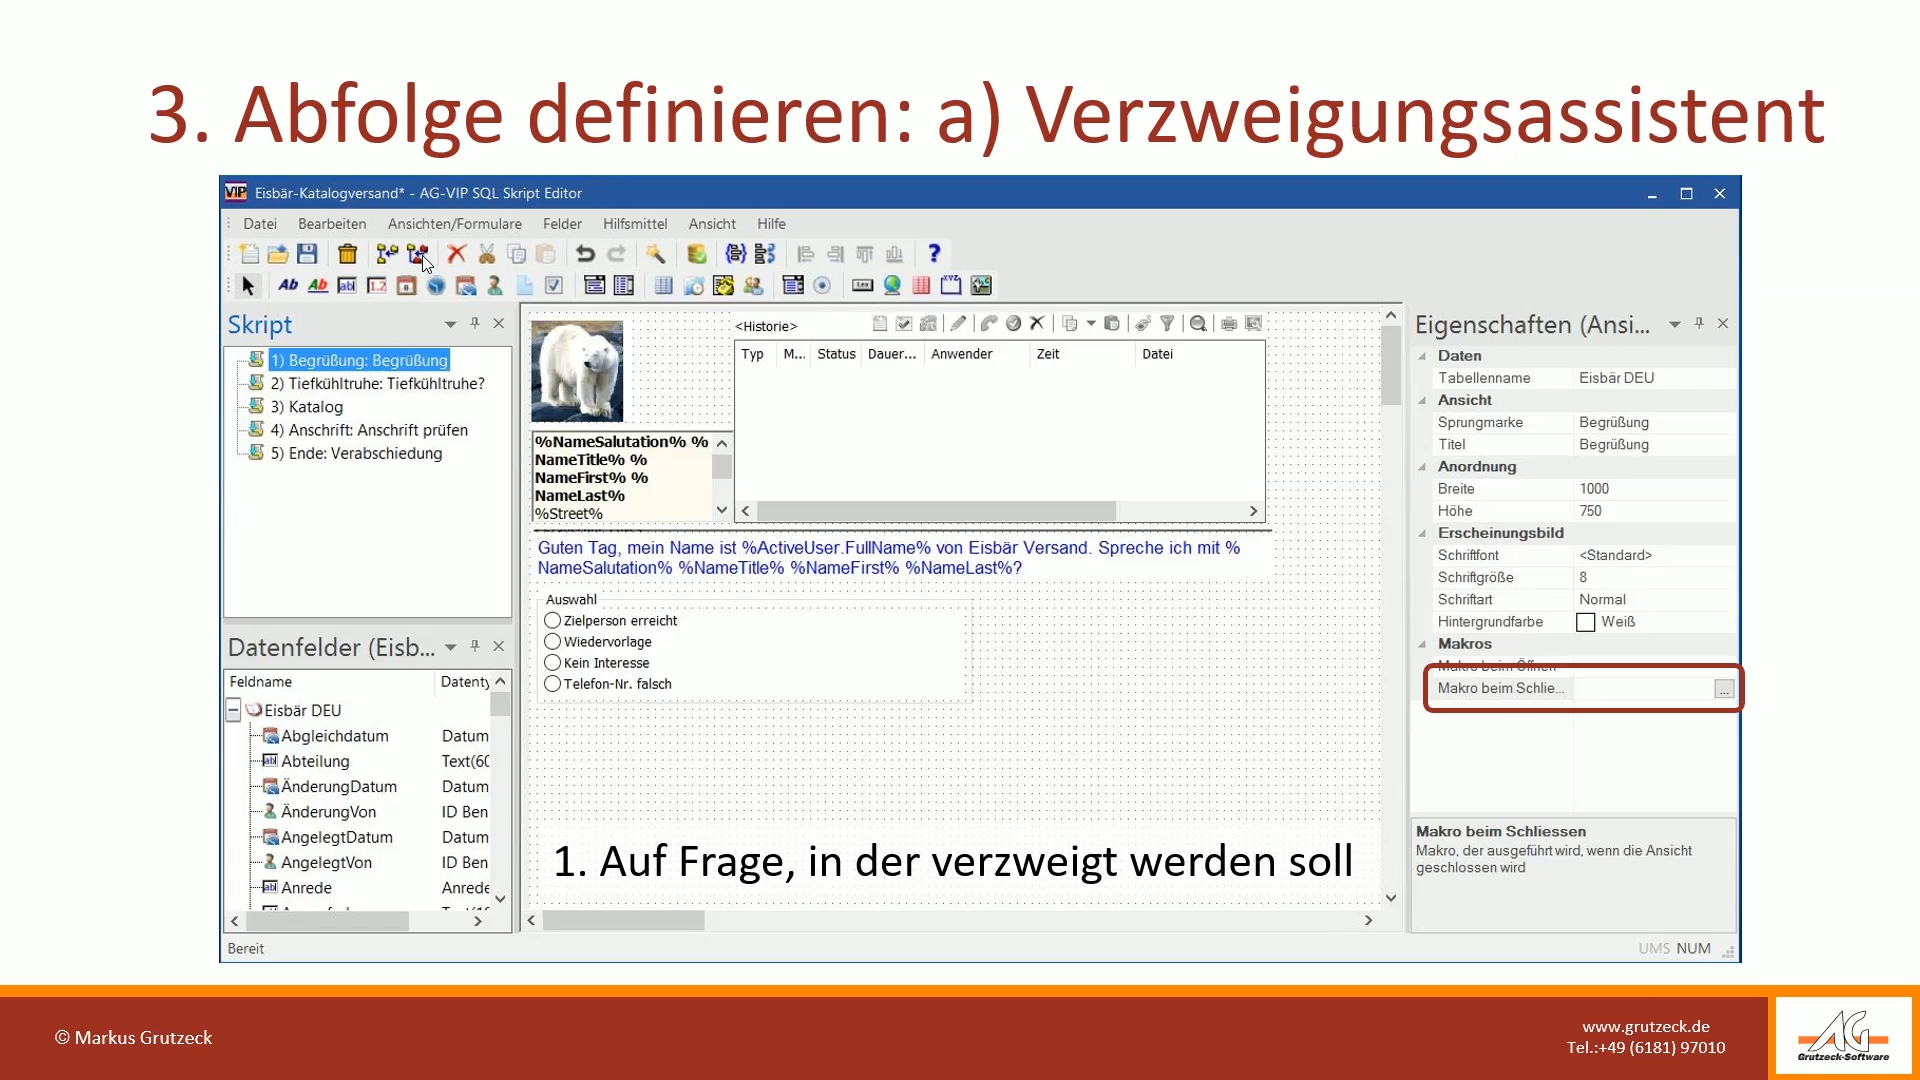 3. Abfolge definieren: a) Verzweigungsassistent
VIP Eisbär-Katalogversand* - AG-VIP SQL Skript Editor
Datei Bearbeiten Ansichten/Formulare Felder Hilfsmittel Ansicht Hilfe
Skript
1) Begrüßung: Begrüßung
2) Tiefkühltruhe: Tiefkühltruhe?
3) Katalog
4) Anschrift: Anschrift prüfen
5) Ende: Verabschiedung
Datenfelder (Eisb...
Feldname Datenty
Eisbär DEU
Abgleichdatum Datum
Abteilung Text(60
ÄnderungDatum Datum
ÄnderungVon ID Ben
AngelegtDatum Datum
AngelegtVon ID Ben
Anrede Anrede
Bereit
<Historie>
Typ M... Status Dauer... Anwender Zeit Datei
%NameSalutation% %
NameTitle% %
NameFirst% %
NameLast%
%Street%
Guten Tag, mein Name ist %ActiveUser.FullName% von Eisbär Versand. Spreche ich mit %
NameSalutation% %NameTitle% %NameFirst% %NameLast%?
Auswahl
Zielperson erreicht
Wiedervorlage
Kein Interesse
Telefon-Nr. falsch
1. Auf Frage, in der verzweigt werden soll
Eigenschaften (Ansi...
Daten
Tabellenname Eisbär DEU
Ansicht
Sprungmarke Begrüßung
Titel Begrüßung
Anordnung
Breite 1000
Höhe 750
Erscheinungsbild
Schriftfont <Standard>
Schriftgröße 8
Schriftart Normal
Hintergrundfarbe Weiß
Makros
Makro beim Öffnen
Makro beim Schlie... ...
Makro beim Schliessen
Makro, der ausgeführt wird, wenn die Ansicht
geschlossen wird
UMS NUM
© Markus Grutzeck
www.grutzeck.de
Tel.:+49 (6181) 97010
AG
Grutzeck-Software